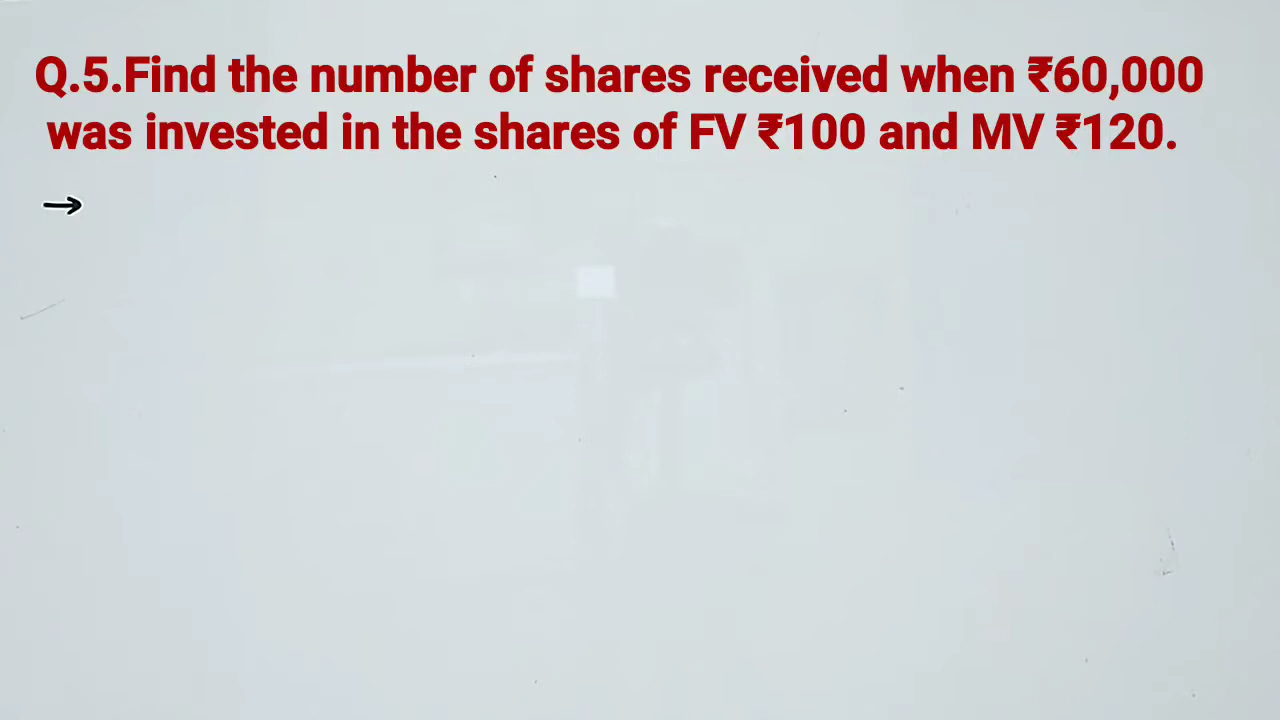 Q.5.Find the number of shares received when ₹60,000
was invested in the shares of FV ₹100 and MV ₹120.
→